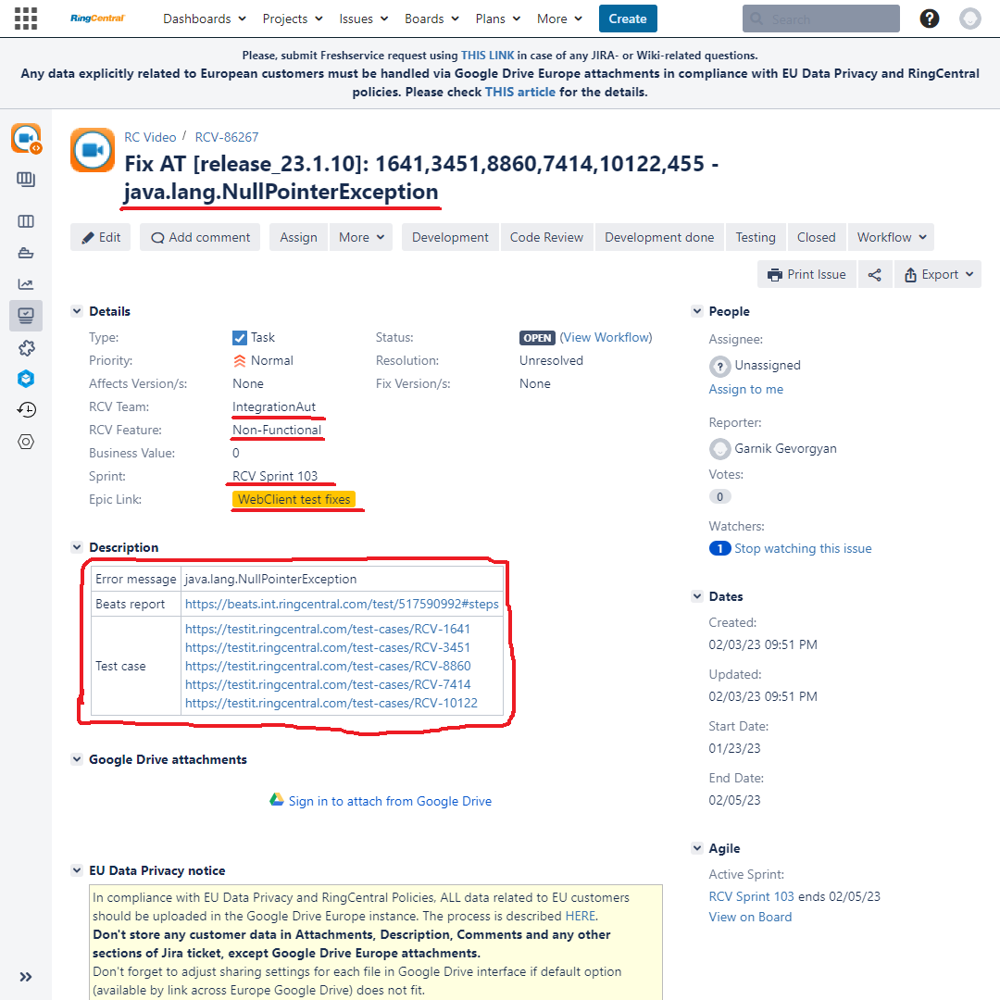 RingCentral Dashboards Projects Issues Boards Plans More Create Search
Please, submit Freshservice request using THIS LINK in case of any JIRA- or Wiki-related questions.
Any data explicitly related to European customers must be handled via Google Drive Europe attachments in compliance with EU Data Privacy and RingCentral
policies. Please check THIS article for the details.
RC Video / RCV-86267
Fix AT [release_23.1.10]: 1641,3451,8860,7414,10122,455 -
java.lang.NullPointerException
Edit Add comment Assign More Development Code Review Development done Testing Closed Workflow
Print Issue Export
Details
Type: Task Status: OPEN (View Workflow)
Priority: Normal Resolution: Unresolved
Affects Version/s: None Fix Version/s: None
RCV Team: IntegrationAut
RCV Feature: Non-Functional
Business Value: 0
Sprint: RCV Sprint 103
Epic Link: WebClient test fixes
Description
Error message java.lang.NullPointerException
Beats report https://beats.int.ringcentral.com/test/517590992#steps
Test case
https://testit.ringcentral.com/test-cases/RCV-1641
https://testit.ringcentral.com/test-cases/RCV-3451
https://testit.ringcentral.com/test-cases/RCV-8860
https://testit.ringcentral.com/test-cases/RCV-7414
https://testit.ringcentral.com/test-cases/RCV-10122
Google Drive attachments
Sign in to attach from Google Drive
EU Data Privacy notice
In compliance with EU Data Privacy and RingCentral Policies, ALL data related to EU customers
should be uploaded in the Google Drive Europe instance. The process is described HERE.
Don't store any customer data in Attachments, Description, Comments and any other
sections of Jira ticket, except Google Drive Europe attachments.
Don't forget to adjust sharing settings for each file in Google Drive interface if default option
(available by link across Europe Google Drive) does not fit.
People
Assignee:
? Unassigned
Assign to me
Reporter:
Garnik Gevorgyan
Votes:
0
Watchers:
1 Stop watching this issue
Dates
Created:
02/03/23 09:51 PM
Updated:
02/03/23 09:51 PM
Start Date:
01/23/23
End Date:
02/05/23
Agile
Active Sprint:
RCV Sprint 103 ends 02/05/23
View on Board